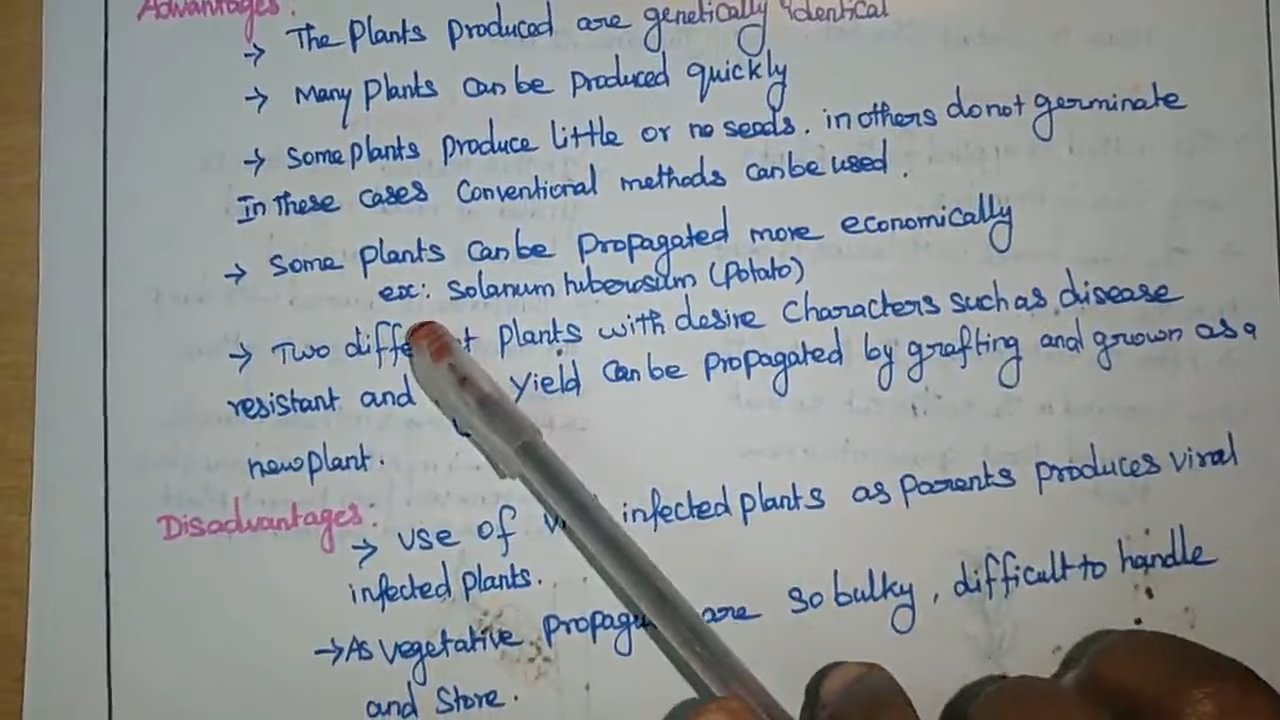 Advantages:
→ The plants produced are genetically identical
→ Many plants can be produced quickly
→ Some plants produce little or no seeds. in others do not germinate
In these cases conventional methods can be used.
→ Some plants can be propagated more economically
ex: Solanum tuberosum (potato)
→ Two different plants with desire characters such as disease
resistant and yield can be propagated by grafting and grown as a
new plant.
Disadvantages:
→ use of infected plants as parents produces viral
infected plants.
→ As vegetative are so bulky, difficult to handle
and store.